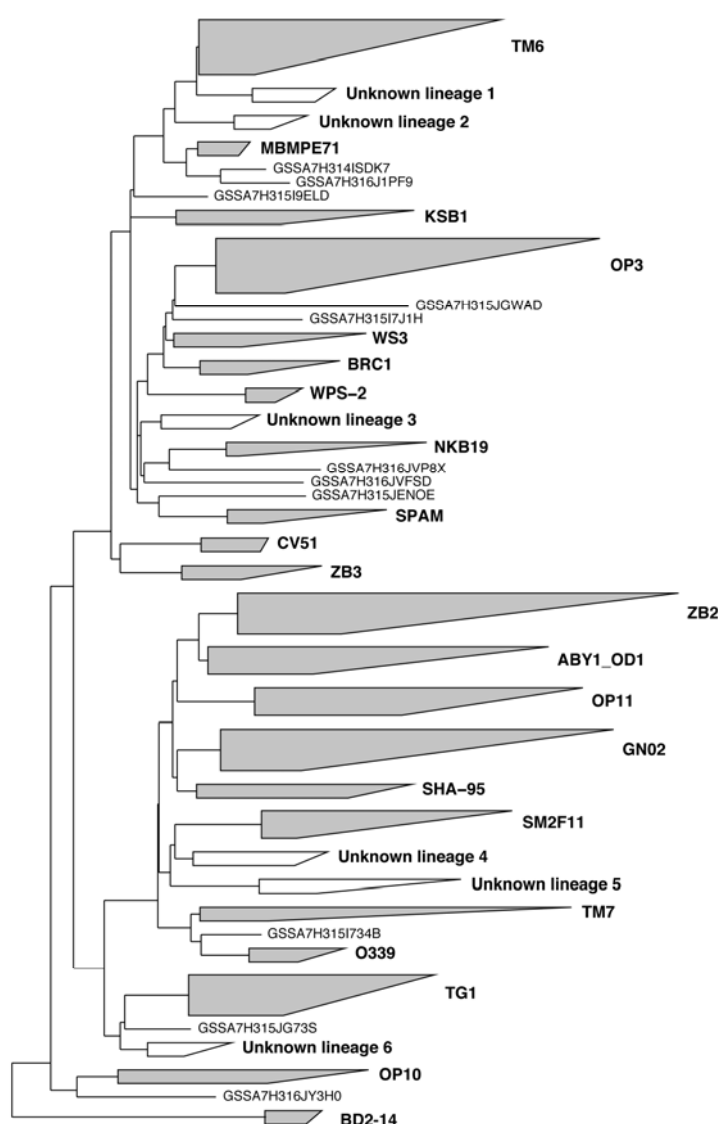 TM6
Unknown lineage 1
Unknown lineage 2
MBMPE71
GSSA7H314ISDK7
GSSA7H316J1PF9
GSSA7H315I9ELD
KSB1
OP3
GSSA7H315JGWAD
GSSA7H315I7J1H
WS3
BRC1
WPS−2
Unknown lineage 3
NKB19
GSSA7H316JVP8X
GSSA7H316JVFSD
GSSA7H315JENOE
SPAM
CV51
ZB3
ZB2
ABY1_OD1
OP11
GN02
SHA−95
SM2F11
Unknown lineage 4
Unknown lineage 5
TM7
GSSA7H315I734B
O339
TG1
GSSA7H315JG73S
Unknown lineage 6
OP10
GSSA7H316JY3H0
BD2-14